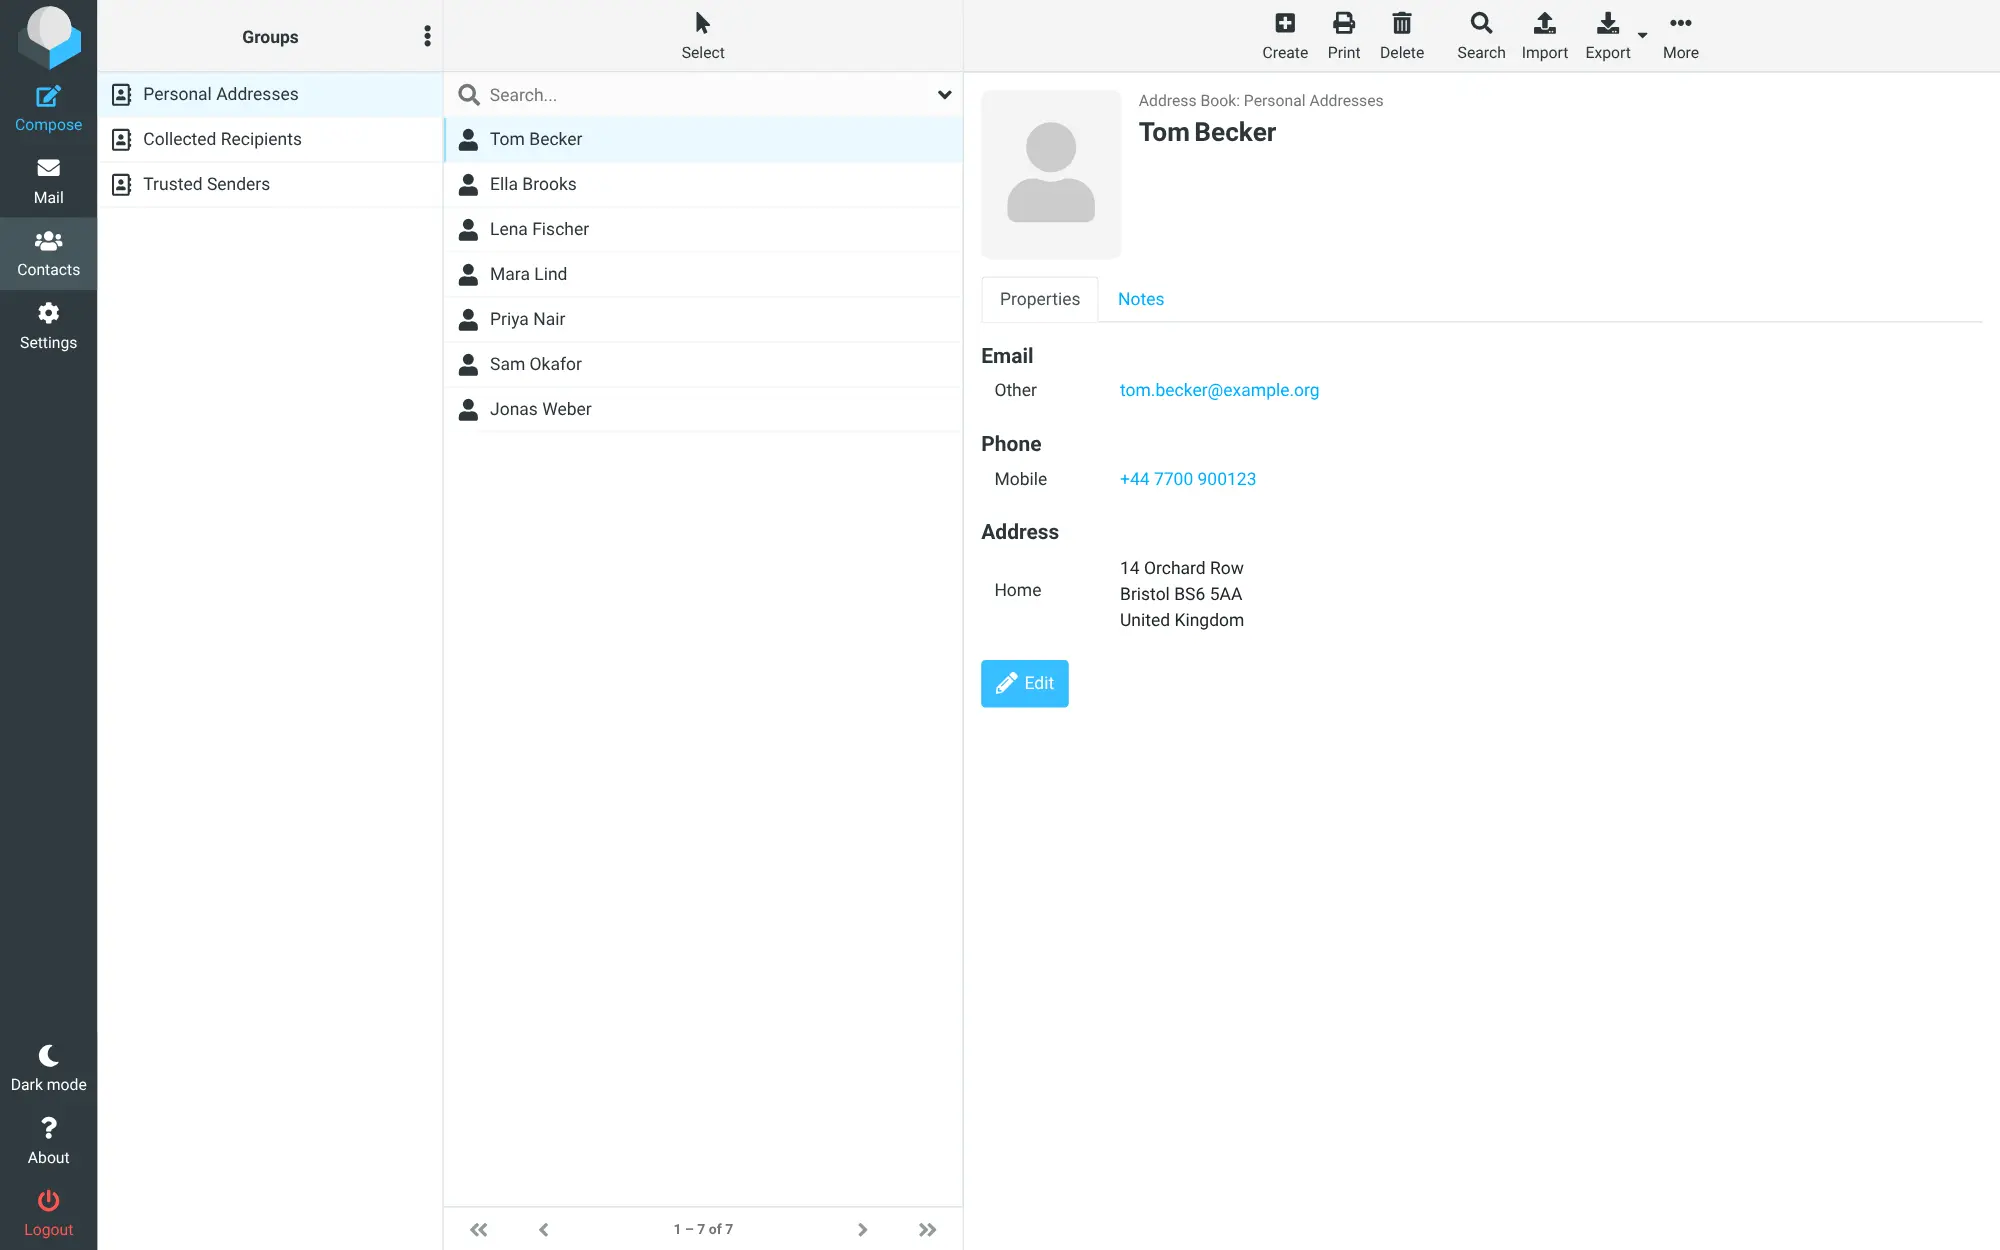 Compose
Mail
Contacts
Settings
Dark mode
About
Logout
Groups
Personal Addresses
Collected Recipients
Trusted Senders
Select
Search...
Tom Becker
Ella Brooks
Lena Fischer
Mara Lind
Priya Nair
Sam Okafor
Jonas Weber
1 – 7 of 7
Create Print Delete Search Import Export More
Address Book: Personal Addresses
Tom Becker
Properties Notes
Email
Other tom.becker@example.org
Phone
Mobile +44 7700 900123
Address
Home
14 Orchard Row
Bristol BS6 5AA
United Kingdom
Edit